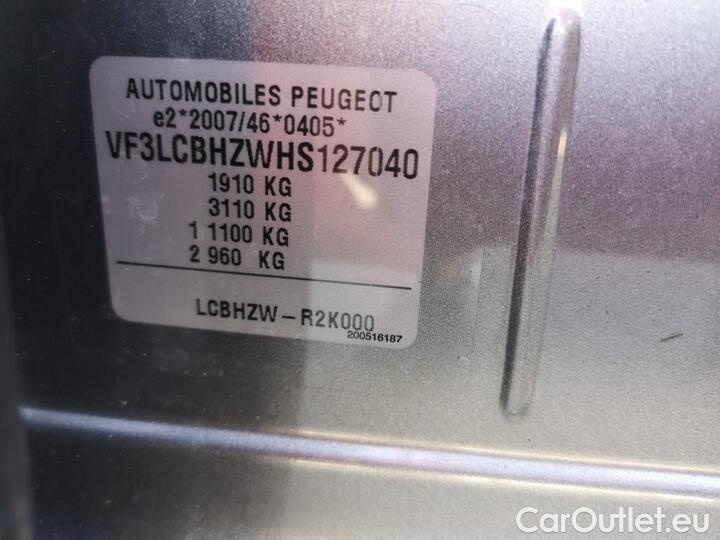 AUTOMOBILES PEUGEOT
e2*2007/46*0405*
VF3LCBHZWHS127040
1910 KG
3110 KG
1 1100 KG
2 960 KG
LCBHZW-R2K000
200516187
CarOutlet.eu